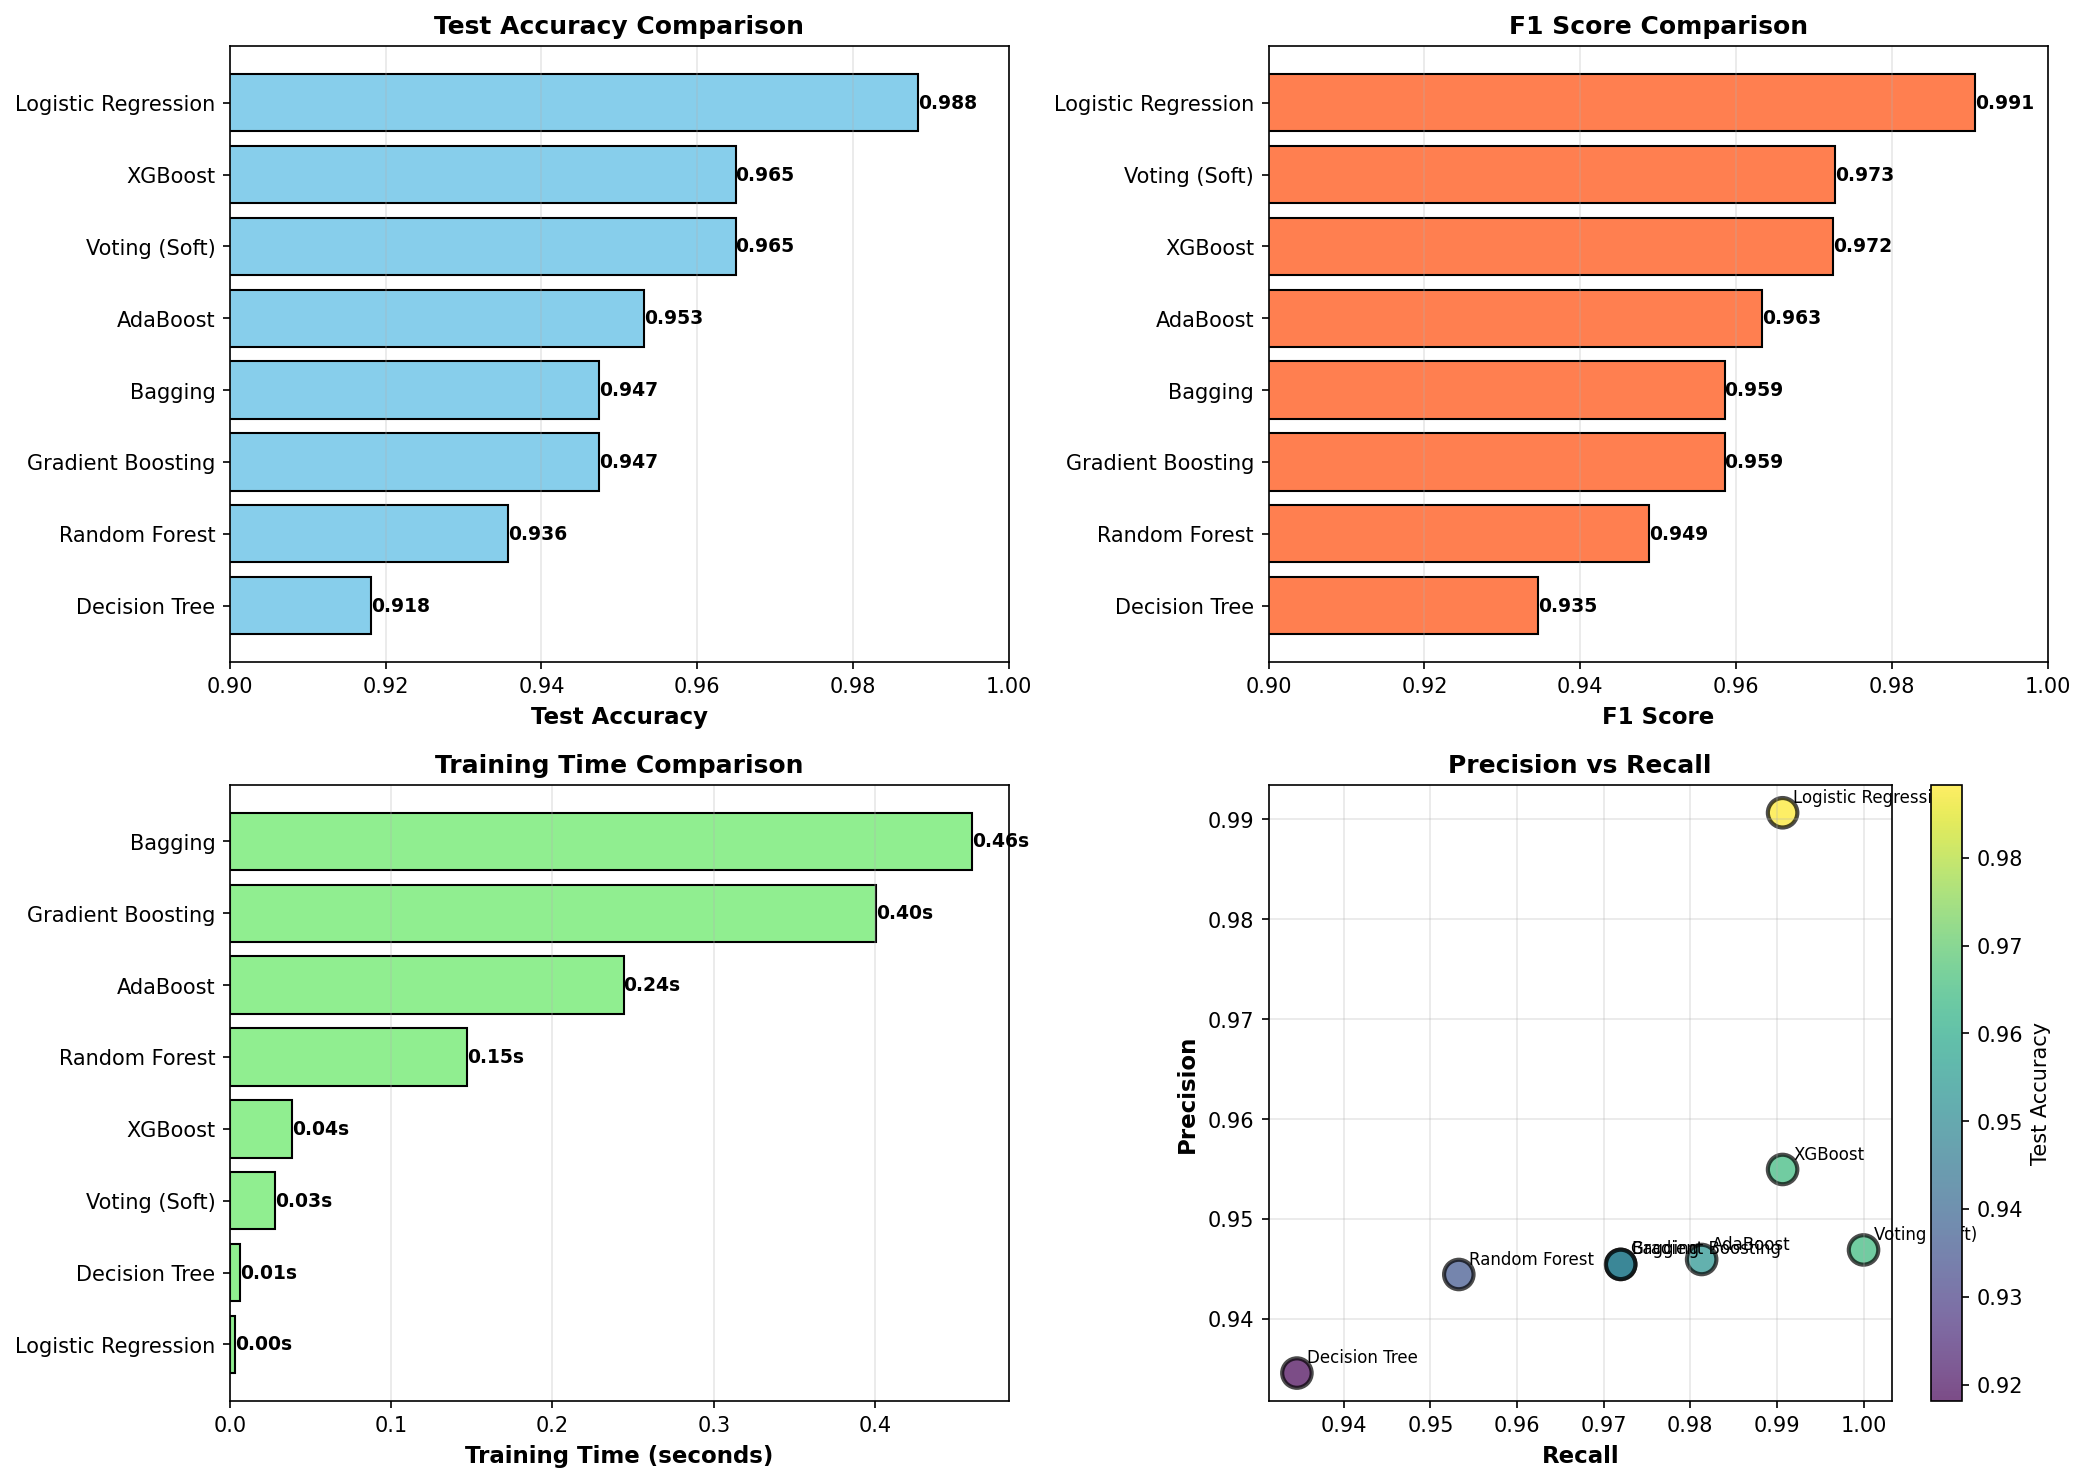 Test Accuracy Comparison
Logistic Regression
0.988
XGBoost
0.965
Voting (Soft)
0.965
AdaBoost
0.953
Bagging
0.947
Gradient Boosting
0.947
Random Forest
0.936
Decision Tree
0.918
0.90 0.92 0.94 0.96 0.98 1.00
Test Accuracy
F1 Score Comparison
Logistic Regression
0.991
Voting (Soft)
0.973
XGBoost
0.972
AdaBoost
0.963
Bagging
0.959
Gradient Boosting
0.959
Random Forest
0.949
Decision Tree
0.935
0.90 0.92 0.94 0.96 0.98 1.00
F1 Score
Training Time Comparison
Bagging
0.46s
Gradient Boosting
0.40s
AdaBoost
0.24s
Random Forest
0.15s
XGBoost
0.04s
Voting (Soft)
0.03s
Decision Tree
0.01s
Logistic Regression
0.00s
0.0 0.1 0.2 0.3 0.4
Training Time (seconds)
Precision vs Recall
Precision
0.99
0.98
0.97
0.96
0.95
0.94
Logistic Regressi
XGBoost
Voting
ft)
AdaBoost
Bagging
Gradient Boosting
Random Forest
Decision Tree
0.94 0.95 0.96 0.97 0.98 0.99 1.00
Recall
0.98
0.97
0.96
0.95
0.94
0.93
0.92
Test Accuracy